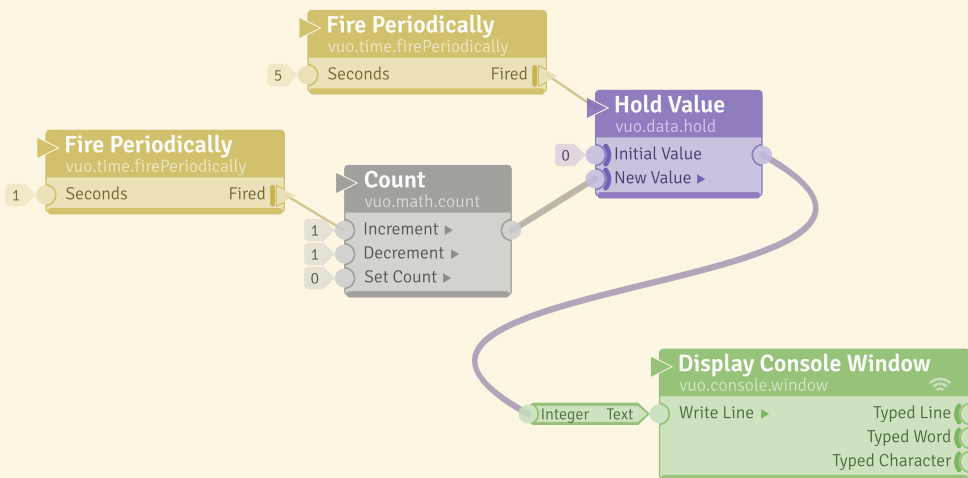 Fire Periodically
vuo.time.firePeriodically
5
Seconds
Fired
Hold Value
vuo.data.hold
0
Initial Value
New Value
Fire Periodically
vuo.time.firePeriodically
1
Seconds
Fired
Count
vuo.math.count
1
Increment
1
Decrement
0
Set Count
Display Console Window
vuo.console.window
Integer Text
Write Line
Typed Line
Typed Word
Typed Character